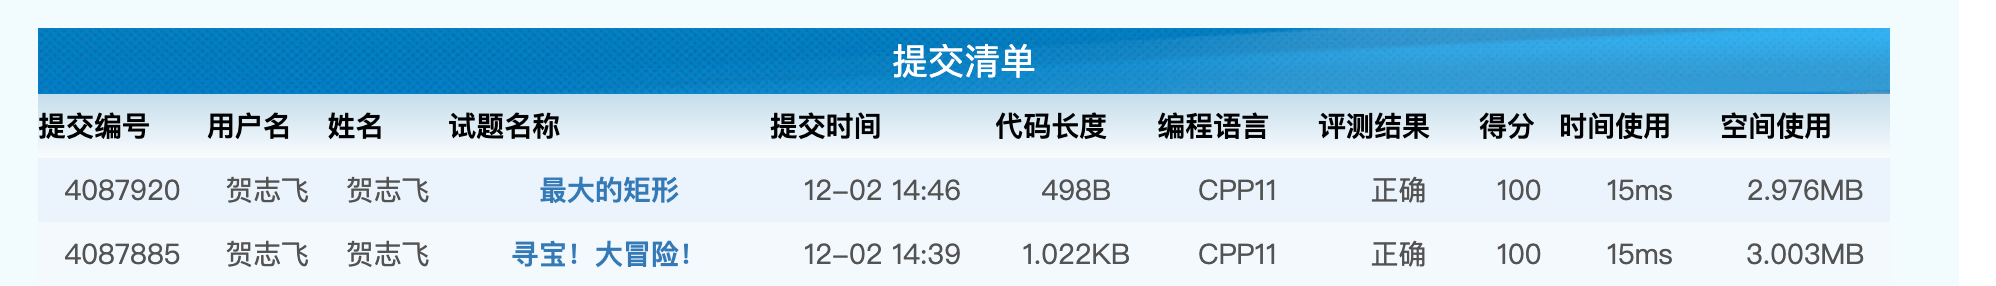 提交清单
提交编号 用户名 姓名 试题名称 提交时间 代码长度 编程语言 评测结果 得分 时间使用 空间使用
4087920 贺志飞 贺志飞 最大的矩形 12-02 14:46 498B CPP11 正确 100 15ms 2.976MB
4087885 贺志飞 贺志飞 寻宝！大冒险！ 12-02 14:39 1.022KB CPP11 正确 100 15ms 3.003MB